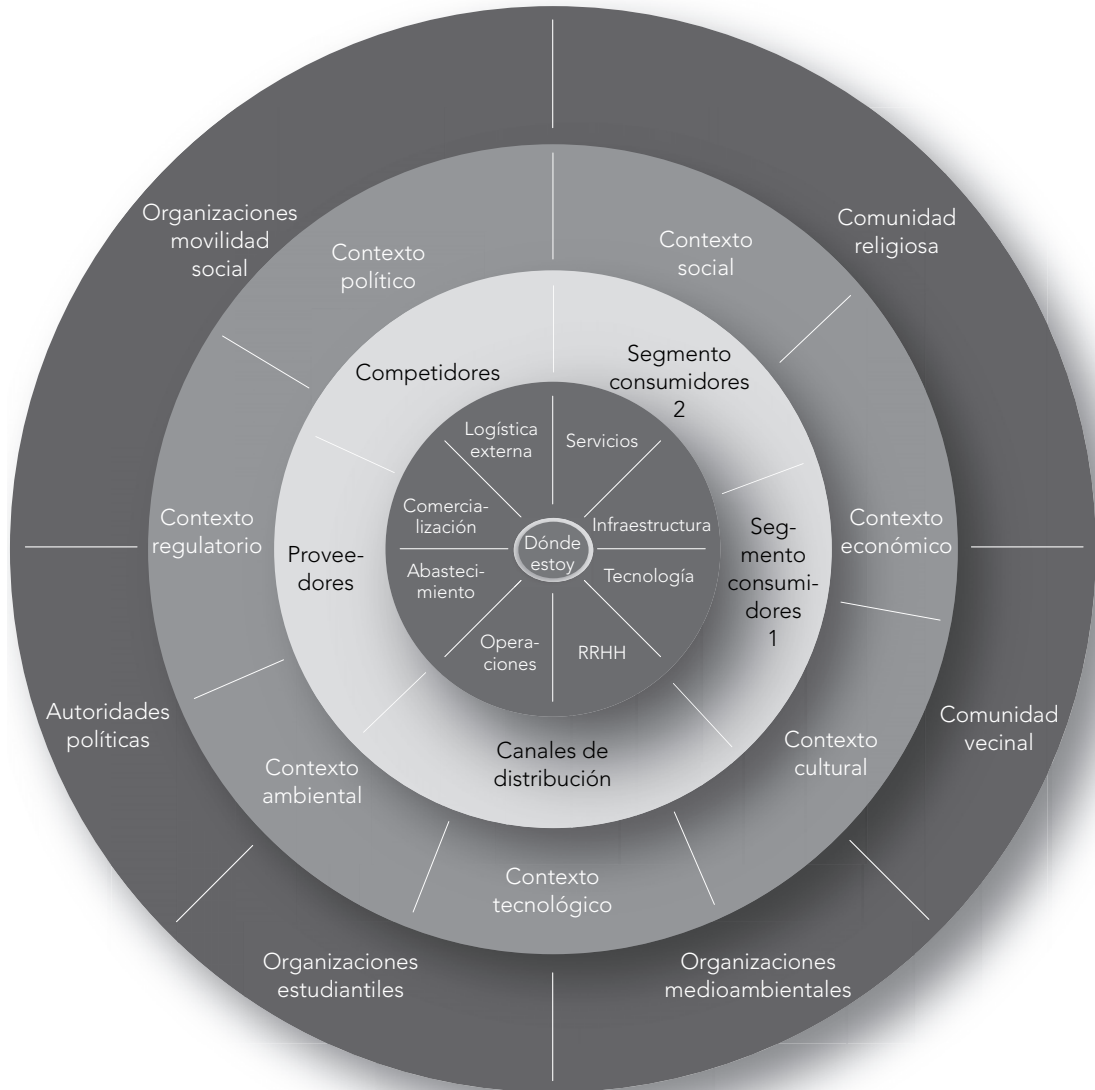 Organizaciones
movilidad
social
Comunidad
religiosa
Contexto
político
Contexto
social
Competidores
Segmento
consumidores
2
Logística
externa
Servicios
Comercia-
lización
Infraestructura
Dónde
estoy
Abasteci-
miento
Tecnología
Opera-
ciones
RRHH
Contexto
regulatorio
Provee-
dores
Seg-
mento
consumi-
dores
1
Contexto
económico
Autoridades
políticas
Comunidad
vecinal
Contexto
ambiental
Canales de
distribución
Contexto
cultural
Contexto
tecnológico
Organizaciones
estudiantiles
Organizaciones
medioambientales